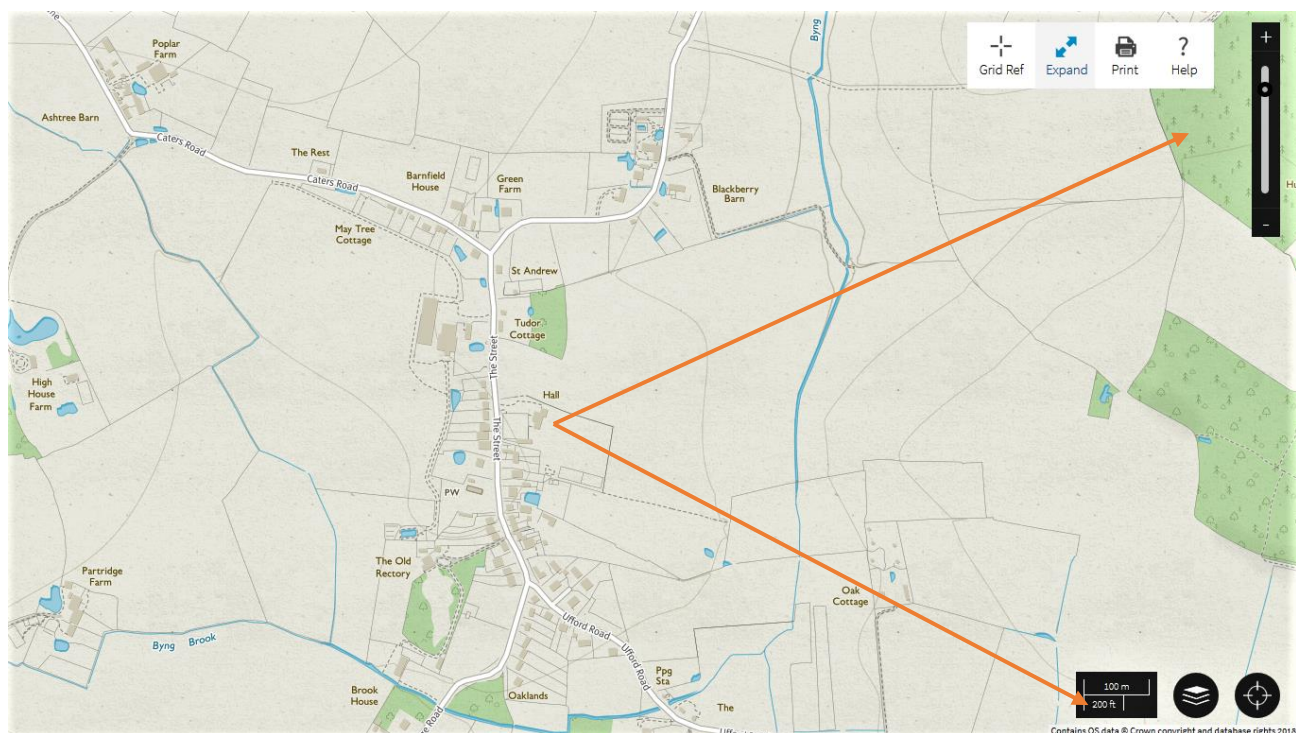 Poplar
Farm
Byng
Grid Ref
Expand
Print
?
Help
+
-
Ashtree Barn
Caters Road
The Rest
Caters Road
Barnfield
House
Green
Farm
Blackberry
Barn
May Tree
Cottage
St Andrew
Tudor
Cottage
The Street
High
House
Farm
Hall
The Street
PW
The Old
Rectory
Partridge
Farm
Oak
Cottage
Ufford Road
Byng Brook
Ufford Road
Ppg
Sta
Brook
House
Oaklands
The
Road
100 m
200 ft
Contains OS data © Crown copyright and database rights 2018